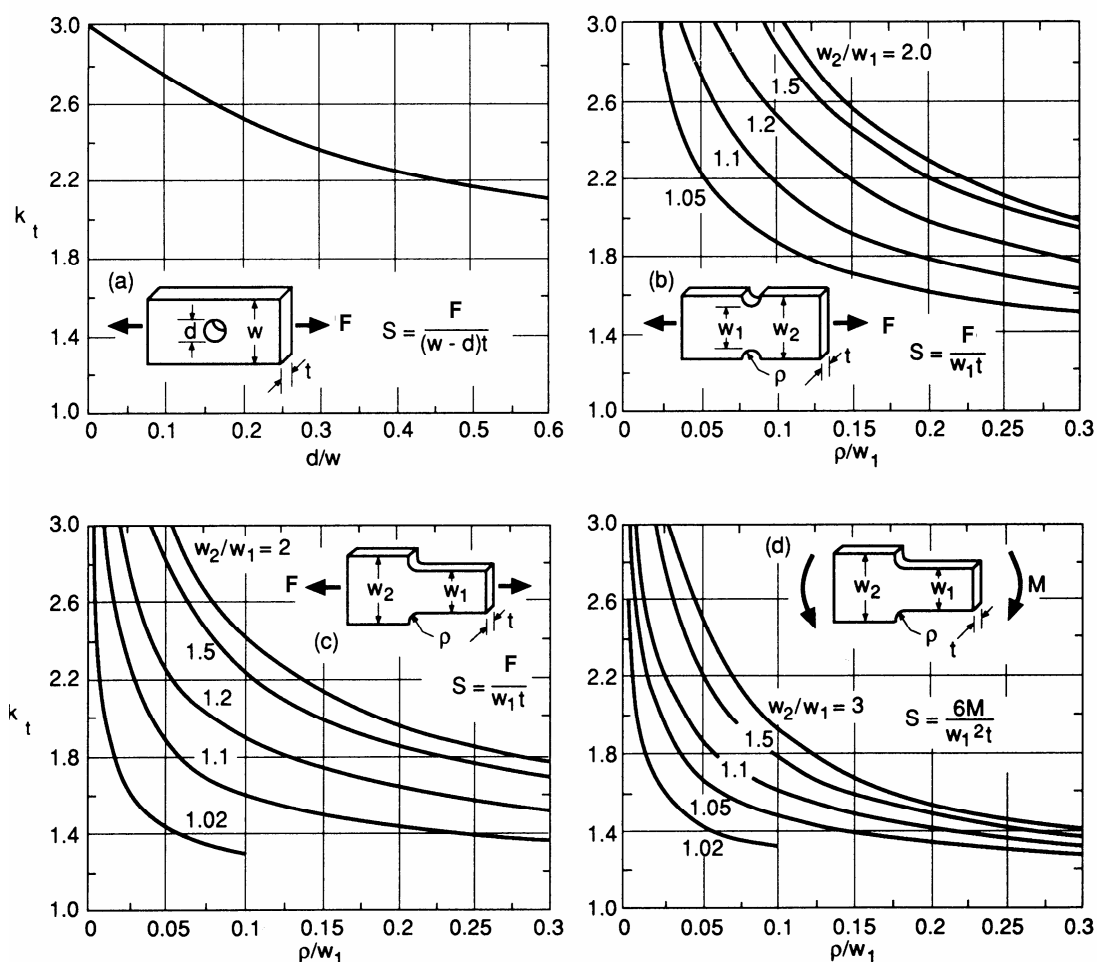 3.0
2.6
2.2
k t
1.8
1.4
1.0
(a)
F
d
w
t
S = F / (w - d)t
0 0.1 0.2 0.3 0.4 0.5 0.6
d/w
3.0
2.6
2.2
1.8
1.4
1.0
w2/w1 = 2.0
1.5
1.2
1.1
1.05
(b)
w1
w2
F
t
ρ
S = F / w1t
0 0.05 0.10 0.15 0.20 0.25 0.3
ρ/w1
3.0
2.6
2.2
k t
1.8
1.4
1.0
w2/w1 = 2
1.5
1.2
1.1
1.02
F
w2
w1
t
ρ
(c)
S = F / w1t
0 0.05 0.10 0.15 0.20 0.25 0.3
ρ/w1
3.0
2.6
2.2
1.8
1.4
1.0
(d)
w2
w1
M
ρ
t
w2/w1 = 3
1.5
1.1
1.05
1.02
S = 6M / w1²t
0 0.05 0.10 0.15 0.20 0.25 0.3
ρ/w1